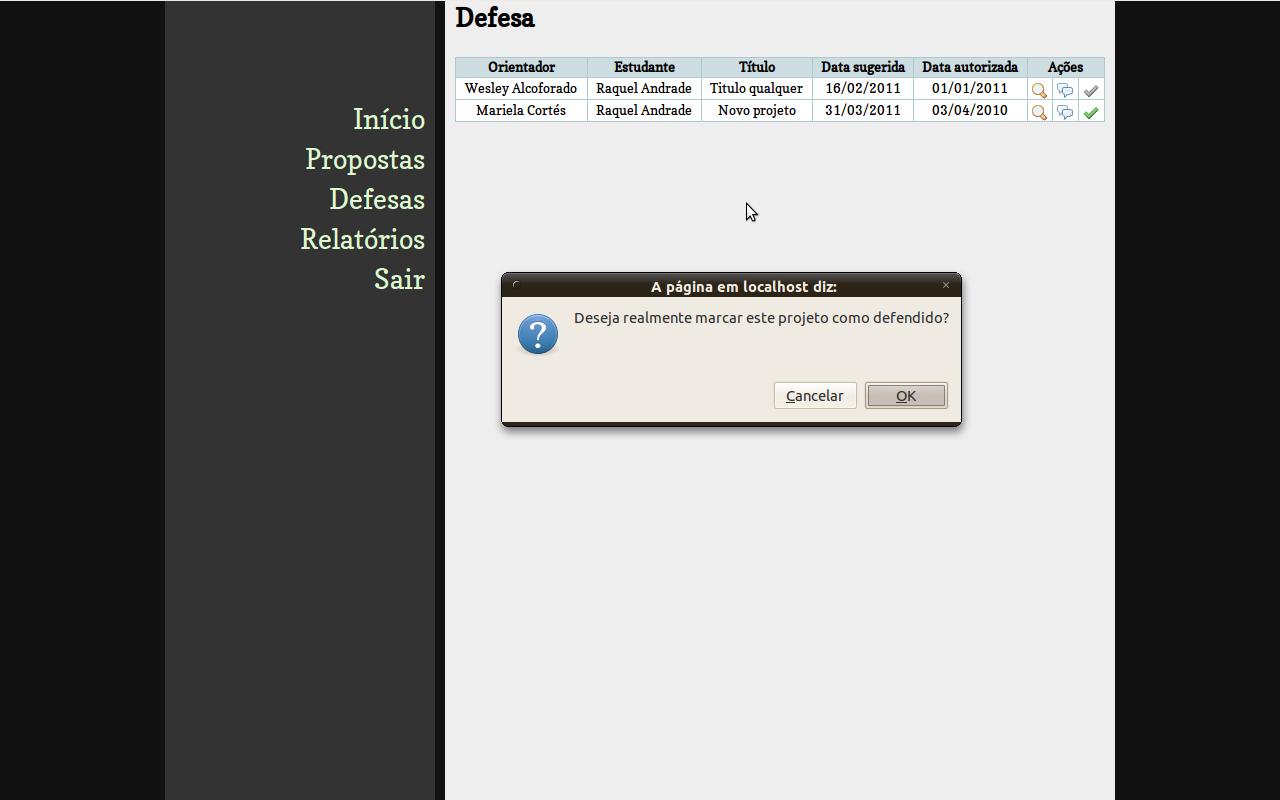 Defesa
Orientador Estudante Título Data sugerida Data autorizada Ações
Wesley Alcoforado Raquel Andrade Titulo qualquer 16/02/2011 01/01/2011
Mariela Cortés Raquel Andrade Novo projeto 31/03/2011 03/04/2010
Início
Propostas
Defesas
Relatórios
Sair
A página em localhost diz:
Deseja realmente marcar este projeto como defendido?
Cancelar OK